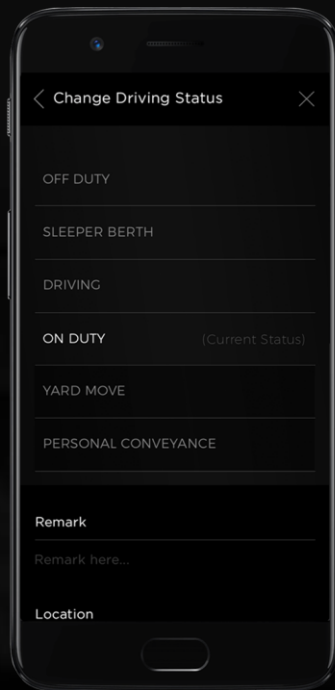 Change Driving Status
OFF DUTY
SLEEPER BERTH
DRIVING
ON DUTY (Current Status)
YARD MOVE
PERSONAL CONVEYANCE
Remark
Remark here...
Location